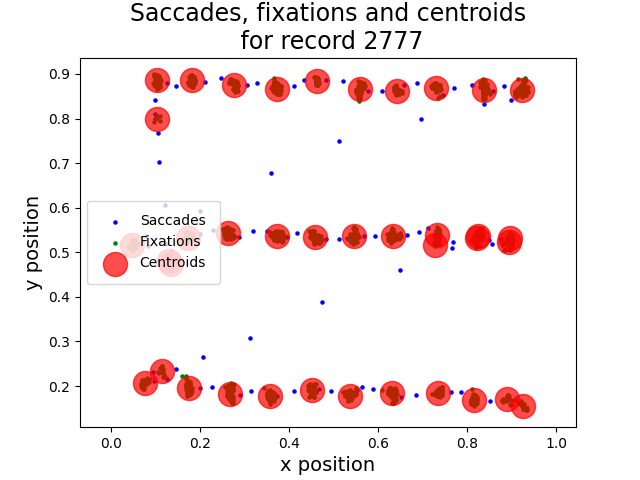 Saccades, fixations and centroids
for record 2777
0.9
0.8
0.7
0.6
0.5
0.4
0.3
0.2
y position
Saccades
Fixations
Centroids
0.0 0.2 0.4 0.6 0.8 1.0
x position